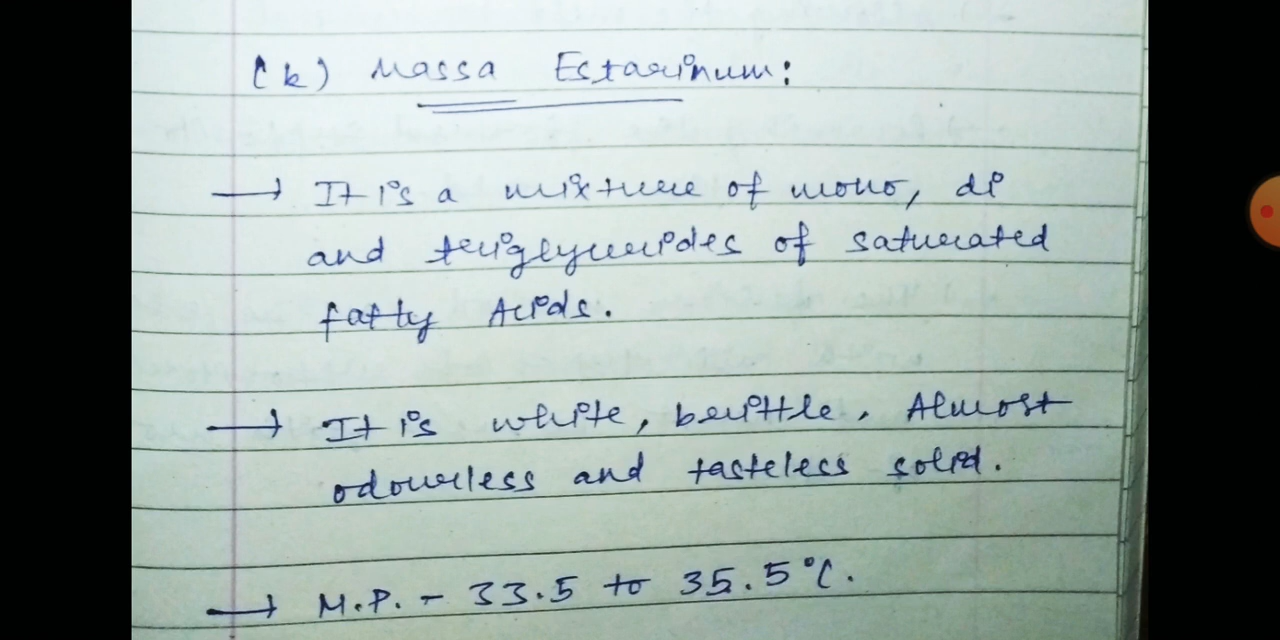 (k) Massa Estarinum:
→ It is a mixture of mono, di
and triglycerides of saturated
fatty Acids.
→ It is white, brittle, Almost
odourless and tasteless solid.
→ M.P. - 33.5 to 35.5°C.